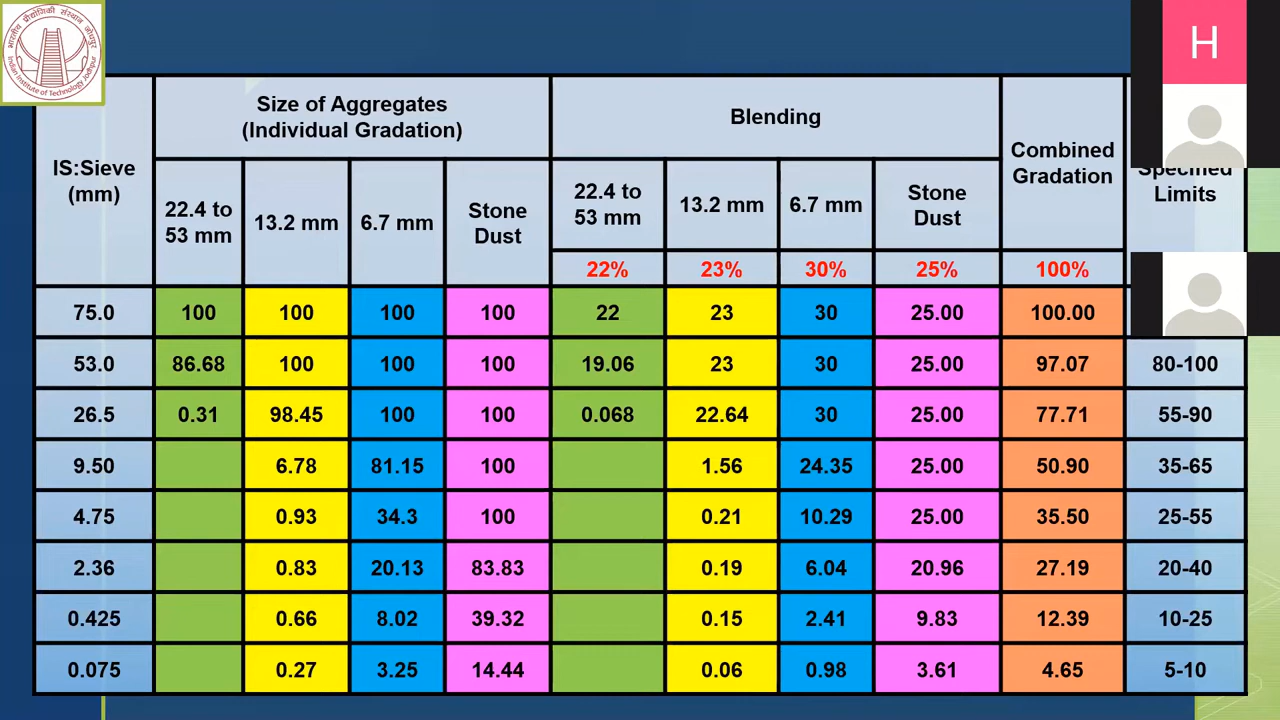 भारतीय प्रौद्योगिकी संस्थान जोधपुर
Indian Institute of Technology Jodhpur
H
IS:Sieve
(mm)
Size of Aggregates
(Individual Gradation)
Blending
Combined
Gradation
Specified
Limits
22.4 to
53 mm
13.2 mm
6.7 mm
Stone
Dust
22.4 to
53 mm
13.2 mm
6.7 mm
Stone
Dust
22% 23% 30% 25% 100%
75.0 100 100 100 100 22 23 30 25.00 100.00
53.0 86.68 100 100 100 19.06 23 30 25.00 97.07 80-100
26.5 0.31 98.45 100 100 0.068 22.64 30 25.00 77.71 55-90
9.50 6.78 81.15 100 1.56 24.35 25.00 50.90 35-65
4.75 0.93 34.3 100 0.21 10.29 25.00 35.50 25-55
2.36 0.83 20.13 83.83 0.19 6.04 20.96 27.19 20-40
0.425 0.66 8.02 39.32 0.15 2.41 9.83 12.39 10-25
0.075 0.27 3.25 14.44 0.06 0.98 3.61 4.65 5-10